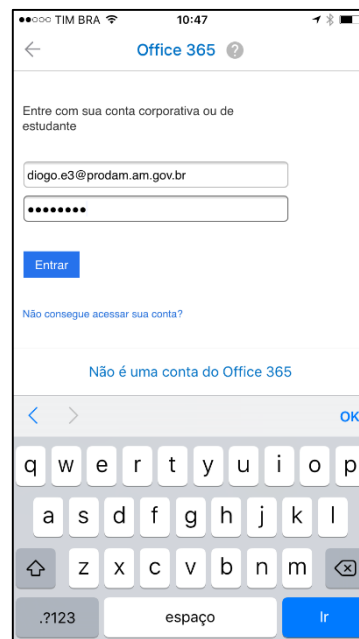 TIM BRA 10:47
Office 365 ?
Entre com sua conta corporativa ou de
estudante
diogo.e3@prodam.am.gov.br
••••••••
Entrar
Não consegue acessar sua conta?
Não é uma conta do Office 365
OK
q w e r t y u i o p
a s d f g h j k l
z x c v b n m
.?123 espaço Ir